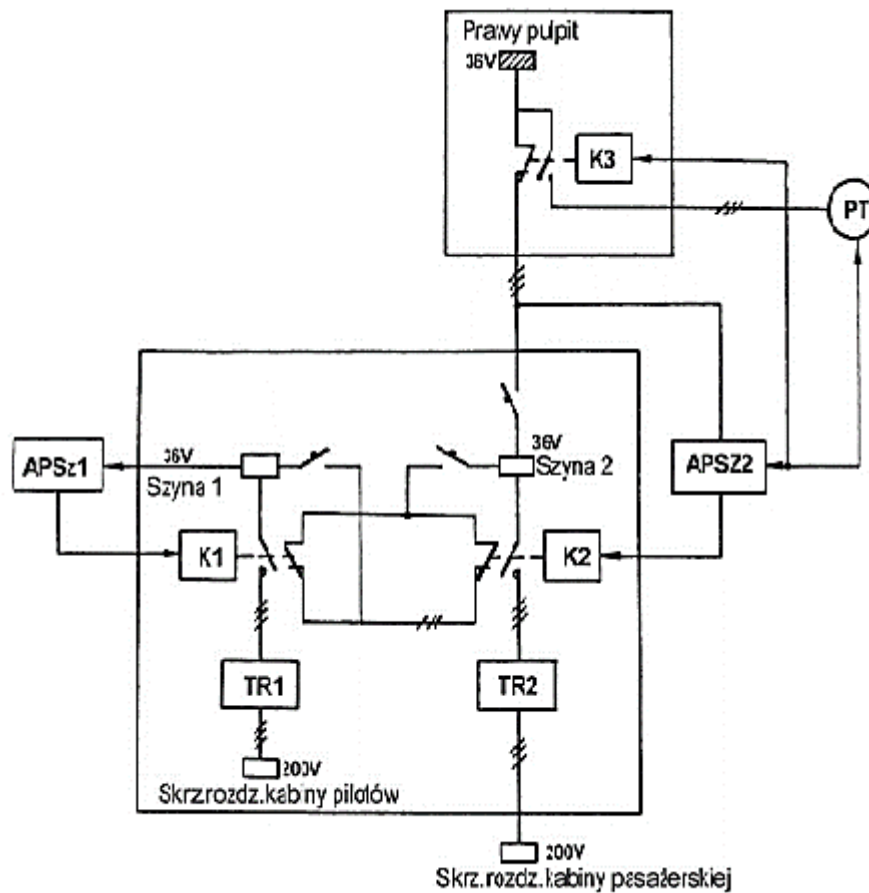 Prawy pulpit
36V
K3
PT
APSz1
36V
Szyna 1
36V
Szyna 2
APSZ2
K1
K2
TR1
TR2
200V
Skrz.rozdz.kabiny pilotów
200V
Skrz.rozdz.kabiny pasażerskiej